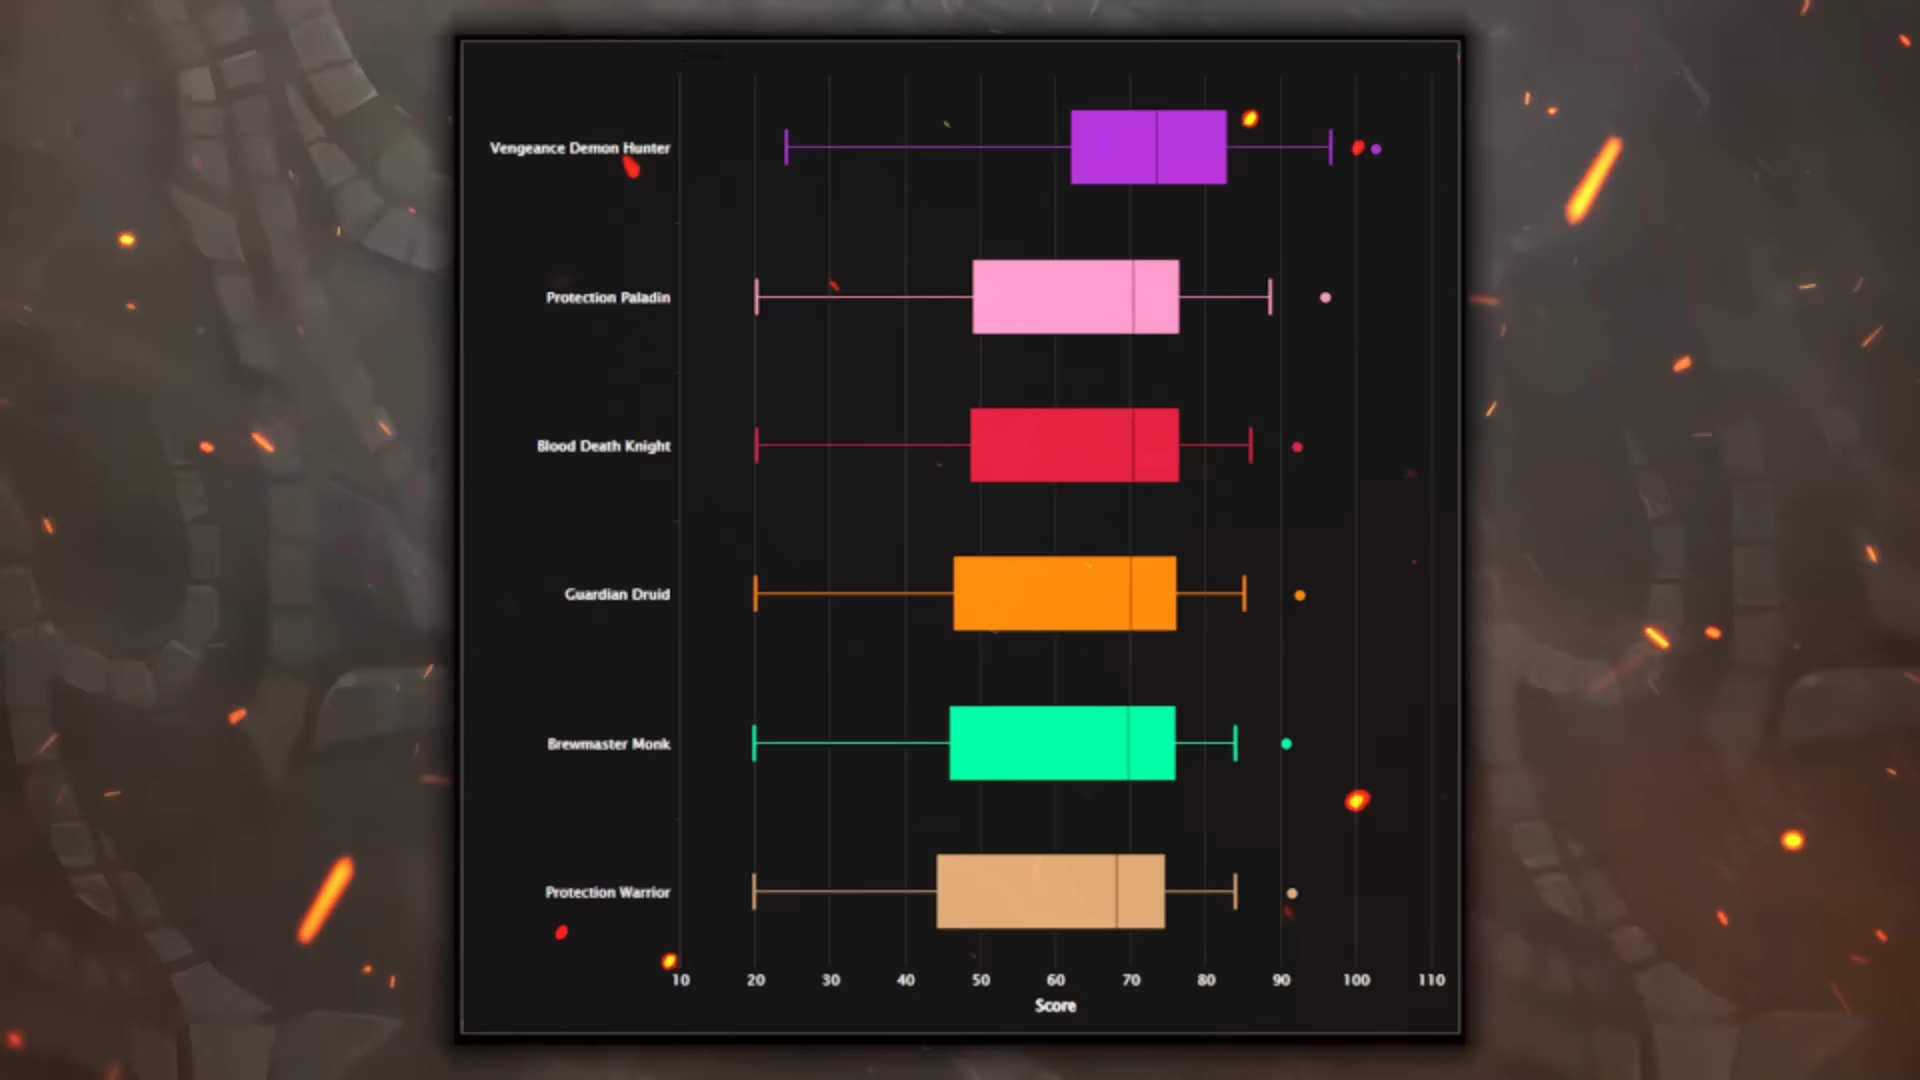 Vengeance Demon Hunter
Protection Paladin
Blood Death Knight
Guardian Druid
Brewmaster Monk
Protection Warrior
10 20 30 40 50 60 70 80 90 100 110
Score